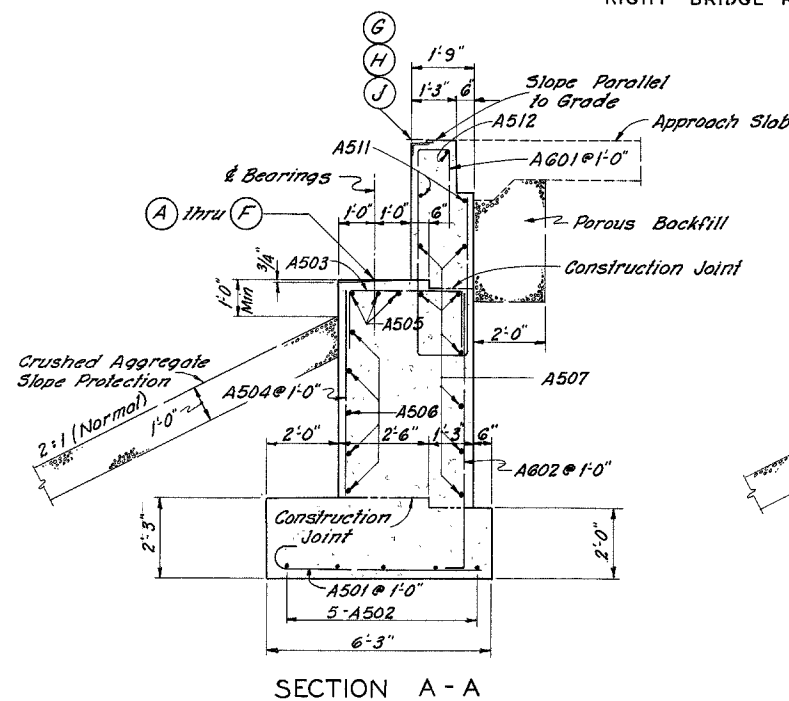 RIGHT BRIDGE
G
H
J
1'-9"
1'-3"
6"
Slope Parallel
to Grade
A512
Approach Slab
A511
A601@1'-0"
℄ Bearings
A thru F
1'-0"
1'-0"
6"
Porous Backfill
3/4"
A503
Construction Joint
1'-0"
Min
A505
2'-0"
Crushed Aggregate
Slope Protection
A507
A504@1'-0"
2:1 (Normal)
1'-0"
A506
2'-0"
2'-6"
1'-3"
6"
A602@1'-0"
2'-3"
Construction
Joint
2'-0"
A501@1'-0"
5-A502
6'-3"
SECTION A-A